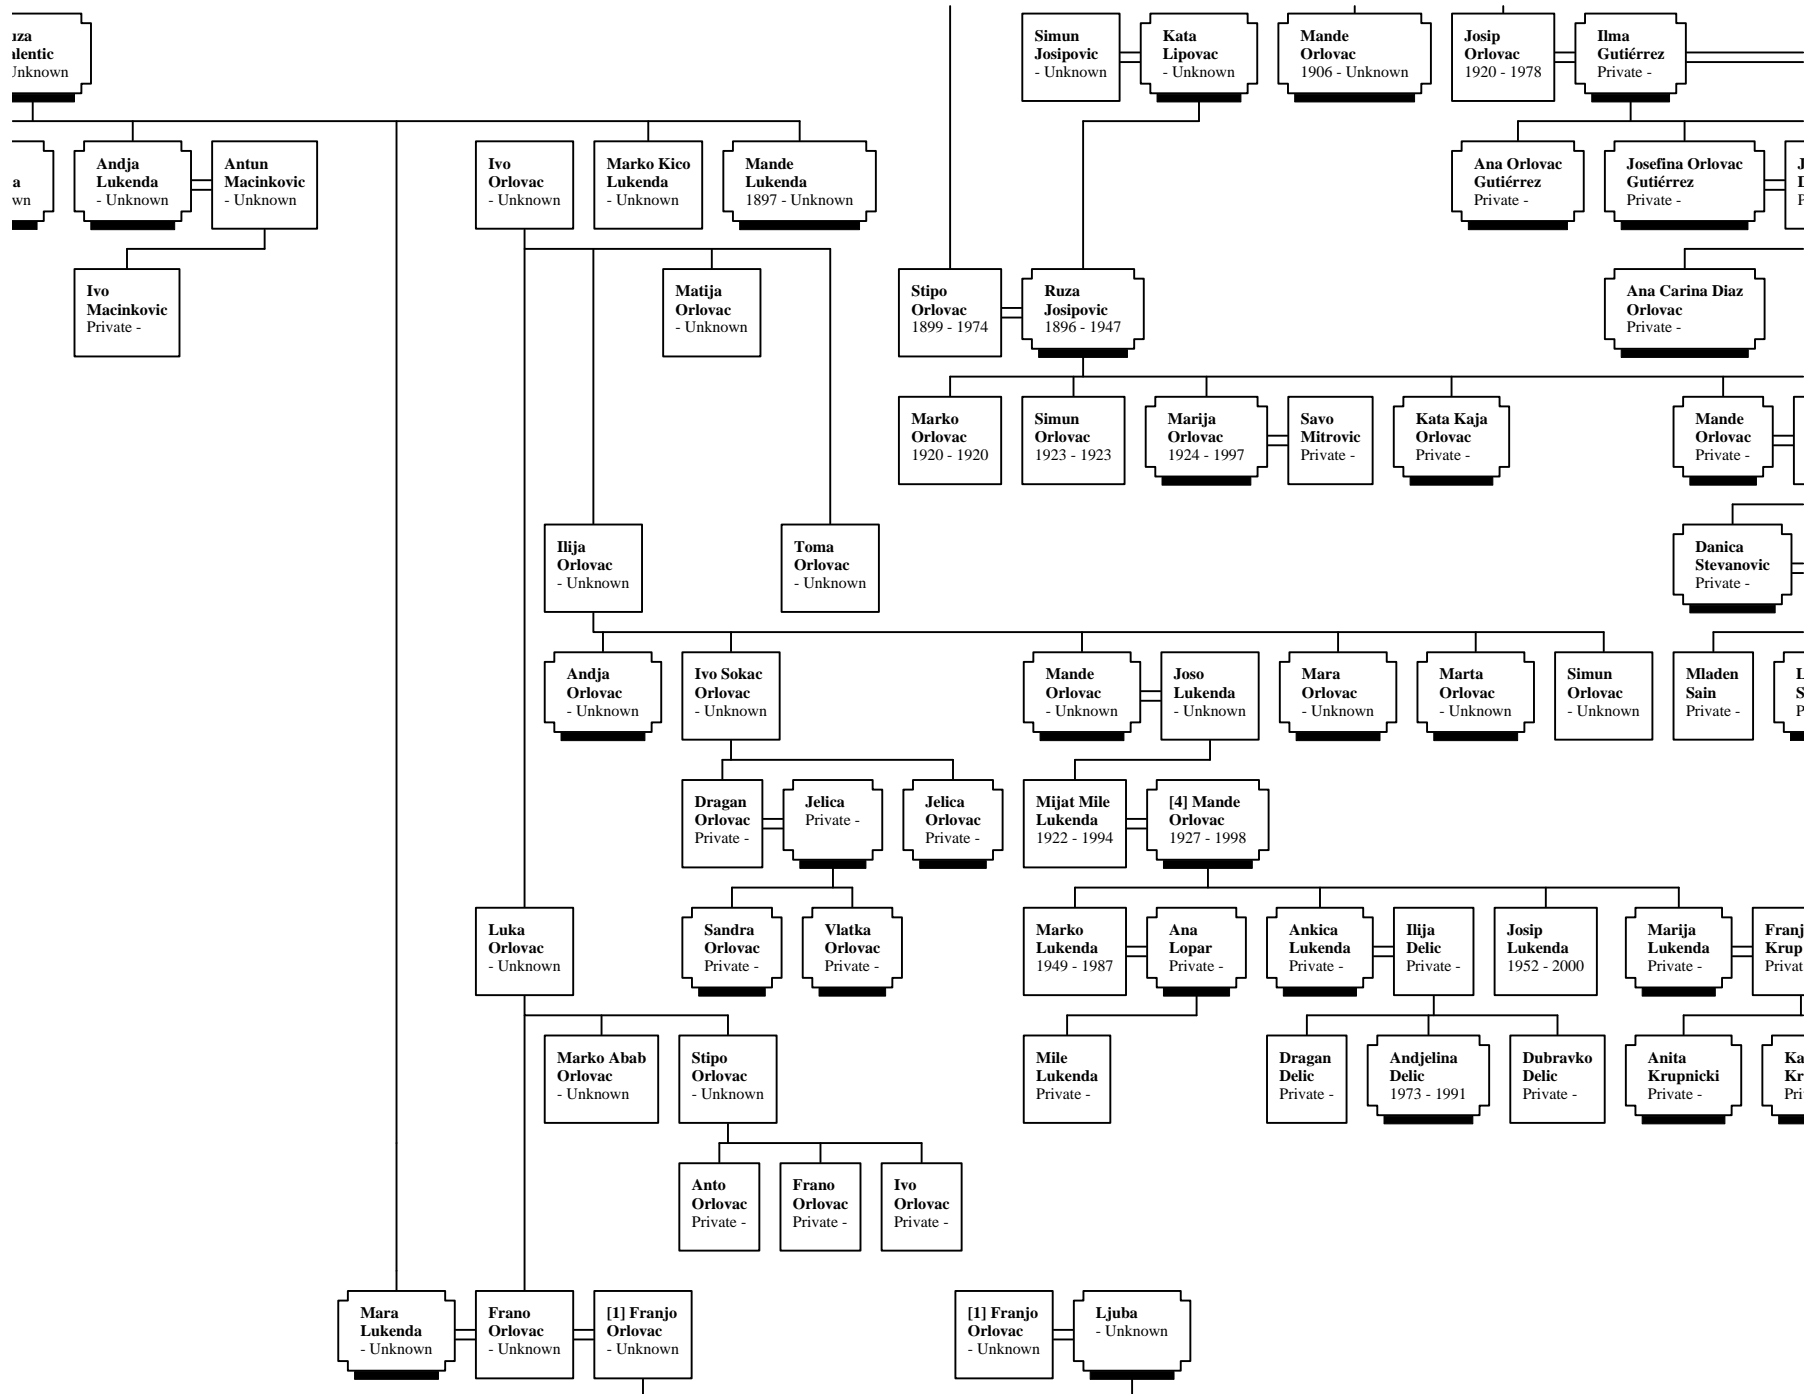 - Unknown
Simun
Josipovic
- Unknown
Kata
Lipovac
- Unknown
Mande
Orlovac
1906 - Unknown
Josip
Orlovac
1920 - 1978
Ilma
Gutiérrez
Private -
Andja
Lukenda
- Unknown
Antun
Macinkovic
- Unknown
Ivo
Orlovac
- Unknown
Marko Kico
Lukenda
- Unknown
Mande
Lukenda
1897 - Unknown
Ana Orlovac
Gutiérrez
Private -
Josefina Orlovac
Gutiérrez
Private -
Ivo
Macinkovic
Private -
Matija
Orlovac
- Unknown
Stipo
Orlovac
1899 - 1974
Ruza
Josipovic
1896 - 1947
Ana Carina Diaz
Orlovac
Private -
Marko
Orlovac
1920 - 1920
Simun
Orlovac
1923 - 1923
Marija
Orlovac
1924 - 1997
Savo
Mitrovic
Private -
Kata Kaja
Orlovac
Private -
Mande
Orlovac
Private -
Ilija
Orlovac
- Unknown
Toma
Orlovac
- Unknown
Danica
Stevanovic
Private -
Andja
Orlovac
- Unknown
Ivo Sokac
Orlovac
- Unknown
Mande
Orlovac
- Unknown
Joso
Lukenda
- Unknown
Mara
Orlovac
- Unknown
Marta
Orlovac
- Unknown
Simun
Orlovac
- Unknown
Mladen
Sain
Private -
Dragan
Orlovac
Private -
Jelica
Private -
Jelica
Orlovac
Private -
Mijat Mile
Lukenda
1922 - 1994
[4] Mande
Orlovac
1927 - 1998
Luka
Orlovac
- Unknown
Sandra
Orlovac
Private -
Vlatka
Orlovac
Private -
Marko
Lukenda
1949 - 1987
Ana
Lopar
Private -
Ankica
Lukenda
Private -
Ilija
Delic
Private -
Josip
Lukenda
1952 - 2000
Marija
Lukenda
Private -
Franj
Krup
Privat
Marko Abab
Orlovac
- Unknown
Stipo
Orlovac
- Unknown
Mile
Lukenda
Private -
Dragan
Delic
Private -
Andjelina
Delic
1973 - 1991
Dubravko
Delic
Private -
Anita
Krupnicki
Private -
Ka
Kr
Pri
Anto
Orlovac
Private -
Frano
Orlovac
Private -
Ivo
Orlovac
Private -
Mara
Lukenda
- Unknown
Frano
Orlovac
- Unknown
[1] Franjo
Orlovac
- Unknown
[1] Franjo
Orlovac
- Unknown
Ljuba
- Unknown